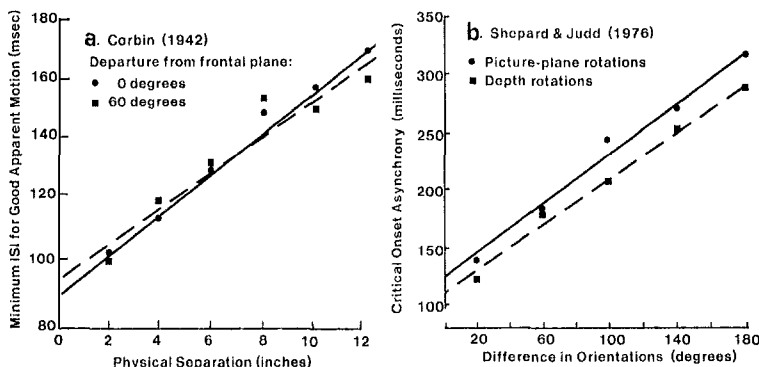 a. Corbin (1942)
Departure from frontal plane:
0 degrees
60 degrees
Minimum ISI for Good Apparent Motion (msec)
160
140
120
100
80
0 2 4 6 8 10 12
Physical Separation (inches)
b. Shepard & Judd (1976)
Picture-plane rotations
Depth rotations
Critical Onset Asynchrony (milliseconds)
350
300
250
200
150
100
20 60 100 140 180
Difference in Orientations (degrees)